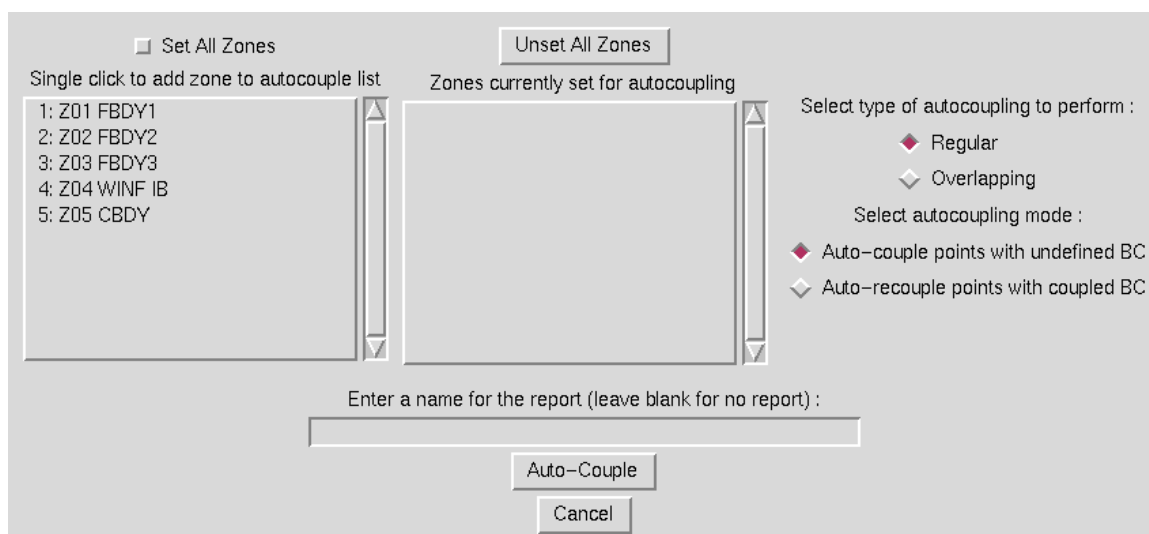 Set All Zones
Unset All Zones
Single click to add zone to autocouple list
Zones currently set for autocoupling
1: Z01 FBDY1
2: Z02 FBDY2
3: Z03 FBDY3
4: Z04 WINF IB
5: Z05 CBDY
Select type of autocoupling to perform :
Regular
Overlapping
Select autocoupling mode :
Auto-couple points with undefined BC
Auto-recouple points with coupled BC
Enter a name for the report (leave blank for no report) :
Auto-Couple
Cancel